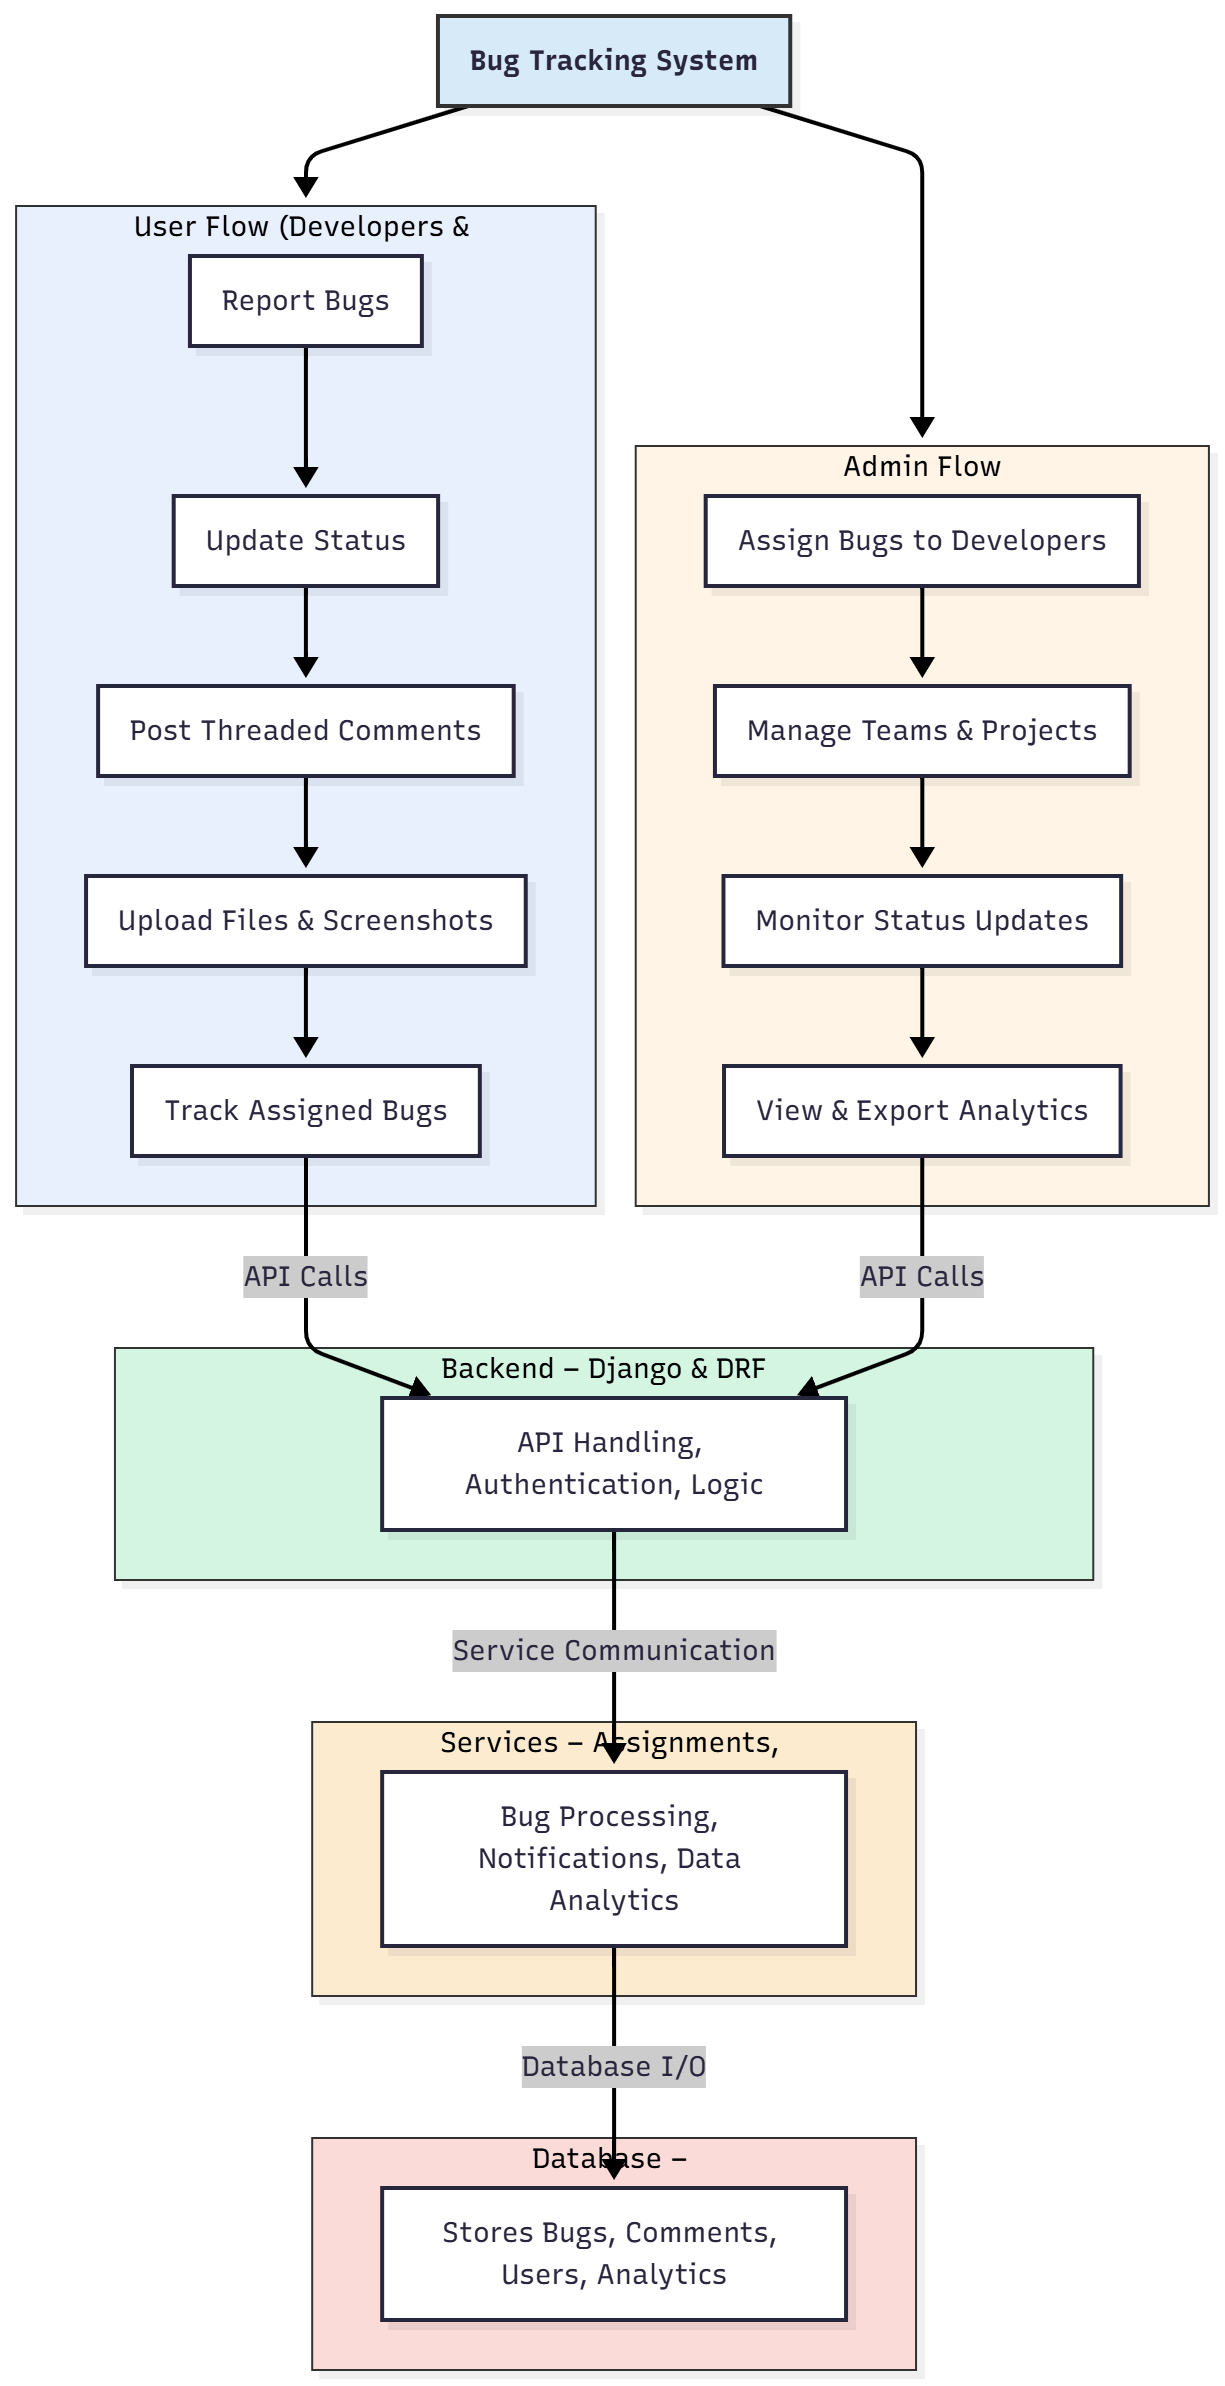 Bug Tracking System
User Flow (Developers &
Report Bugs
Update Status
Post Threaded Comments
Upload Files & Screenshots
Track Assigned Bugs
Admin Flow
Assign Bugs to Developers
Manage Teams & Projects
Monitor Status Updates
View & Export Analytics
API Calls
API Calls
Backend – Django & DRF
API Handling,
Authentication, Logic
Service Communication
Services – Assignments,
Bug Processing,
Notifications, Data
Analytics
Database I/O
Database –
Stores Bugs, Comments,
Users, Analytics